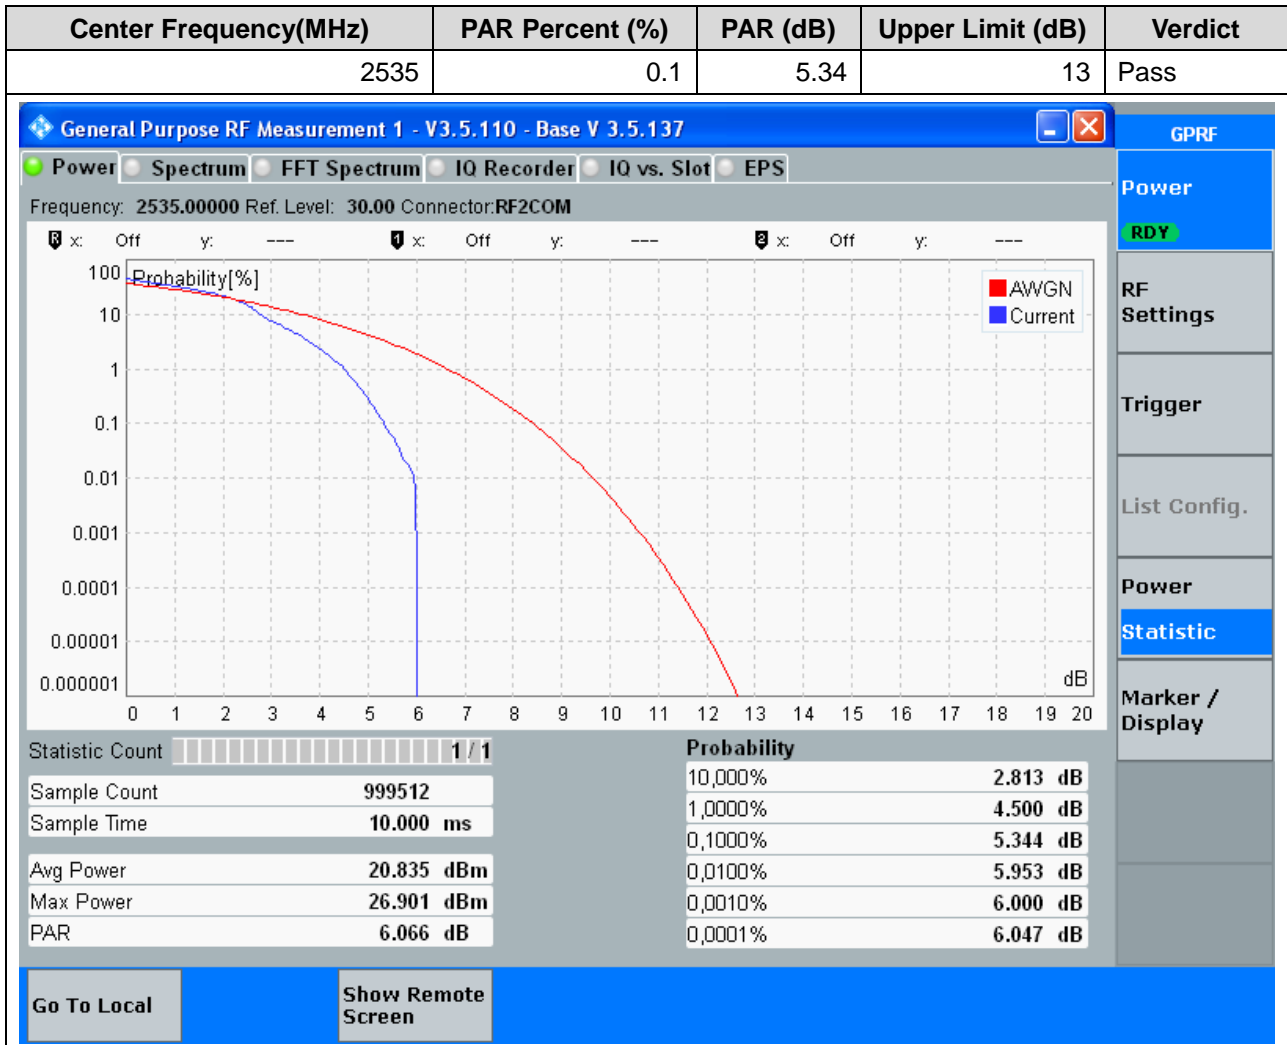 Center Frequency(MHz) PAR Percent (%) PAR (dB) Upper Limit (dB) Verdict
2535 0.1 5.34 13 Pass
General Purpose RF Measurement 1 - V3.5.110 - Base V 3.5.137
GPRF
Power Spectrum FFT Spectrum IQ Recorder IQ vs. Slot EPS
Power
RDY
Frequency: 2535.00000 Ref. Level: 30.00 Connector:RF2COM
R x: Off y: --- 1 x: Off y: --- 2 x: Off y: ---
Probability[%]
AWGN
Current
100
10
1
0.1
0.01
0.001
0.0001
0.00001
0.000001
dB
0 1 2 3 4 5 6 7 8 9 10 11 12 13 14 15 16 17 18 19 20
RF
Settings
Trigger
List Config.
Power
Statistic
Marker /
Display
Statistic Count 1 / 1
Sample Count 999512
Sample Time 10.000 ms
Avg Power 20.835 dBm
Max Power 26.901 dBm
PAR 6.066 dB
Probability
10,000% 2.813 dB
1,0000% 4.500 dB
0,1000% 5.344 dB
0,0100% 5.953 dB
0,0010% 6.000 dB
0,0001% 6.047 dB
Go To Local
Show Remote
Screen